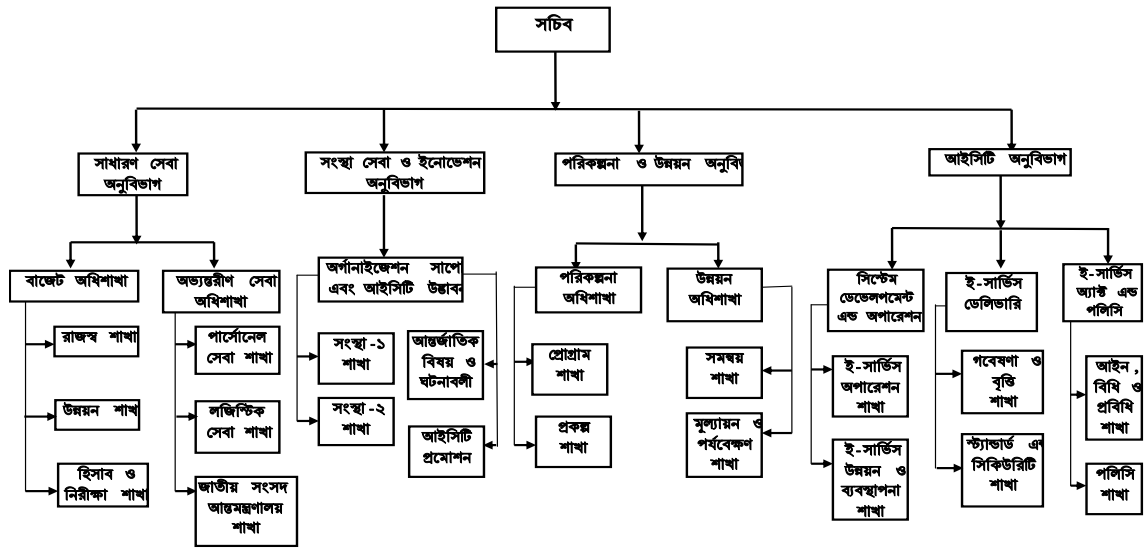 সচিব
সাধারণ সেবা
অনুবিভাগ
সংস্থা সেবা ও ইনোভেশন
অনুবিভাগ
পরিকল্পনা ও উন্নয়ন
আইসিটি অনুবিভাগ
বাজেট অধিশাখা
রাজস্ব শাখা
উন্নয়ন শাখা
হিসাব ও
নিরীক্ষা শাখা
অভ্যন্তরীণ সেবা
অধিশাখা
পার্সোনেল
সেবা শাখা
লজিস্টিক
সেবা শাখা
জাতীয় সংসদ
আন্তমন্ত্রণালয়
শাখা
অর্গানাইজেশন
এবং আইসিটি
সংস্থা -১
শাখা
সংস্থা -২
শাখা
আন্তর্জাতিক
বিষয় ও
ঘটনাবলী
আইসিটি
প্রমোশন
পরিকল্পনা
অধিশাখা
প্রোগ্রাম
শাখা
প্রকল্প
শাখা
উন্নয়ন
অধিশাখা
সমন্বয়
শাখা
মূল্যায়ন ও
পর্যবেক্ষণ
শাখা
সিস্টেম
ডেভেলপমেন্ট
এন্ড অপারেশন
ই-সার্ভিস
অপারেশন
শাখা
ই-সার্ভিস
উন্নয়ন ও
ব্যবস্থাপনা
শাখা
ই-সার্ভিস
ডেলিভারি
গবেষণা ও
বৃত্তি
শাখা
স্ট্যান্ডার্ড
সিকিউরিটি
শাখা
ই-সার্ভিস
অ্যাক্ট এন্ড
পলিসি
আইন ,
বিধি ও
প্রবিধি
শাখা
পলিসি
শাখা